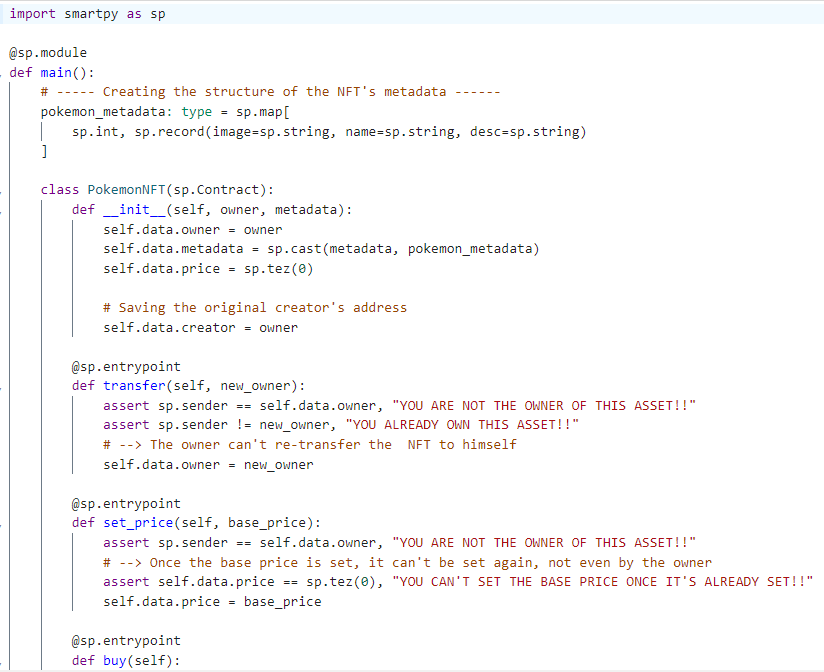 import smartpy as sp
@sp.module
def main():
# ----- Creating the structure of the NFT's metadata ------
pokemon_metadata: type = sp.map[
sp.int, sp.record(image=sp.string, name=sp.string, desc=sp.string)
]
class PokemonNFT(sp.Contract):
def __init__(self, owner, metadata):
self.data.owner = owner
self.data.metadata = sp.cast(metadata, pokemon_metadata)
self.data.price = sp.tez(0)
# Saving the original creator's address
self.data.creator = owner
@sp.entrypoint
def transfer(self, new_owner):
assert sp.sender == self.data.owner, "YOU ARE NOT THE OWNER OF THIS ASSET!!"
assert sp.sender != new_owner, "YOU ALREADY OWN THIS ASSET!!"
# --> The owner can't re-transfer the  NFT to himself
self.data.owner = new_owner
@sp.entrypoint
def set_price(self, base_price):
assert sp.sender == self.data.owner, "YOU ARE NOT THE OWNER OF THIS ASSET!!"
# --> Once the base price is set, it can't be set again, not even by the owner
assert self.data.price == sp.tez(0), "YOU CAN'T SET THE BASE PRICE ONCE IT'S ALREADY SET!!"
self.data.price = base_price
@sp.entrypoint
def buy(self):